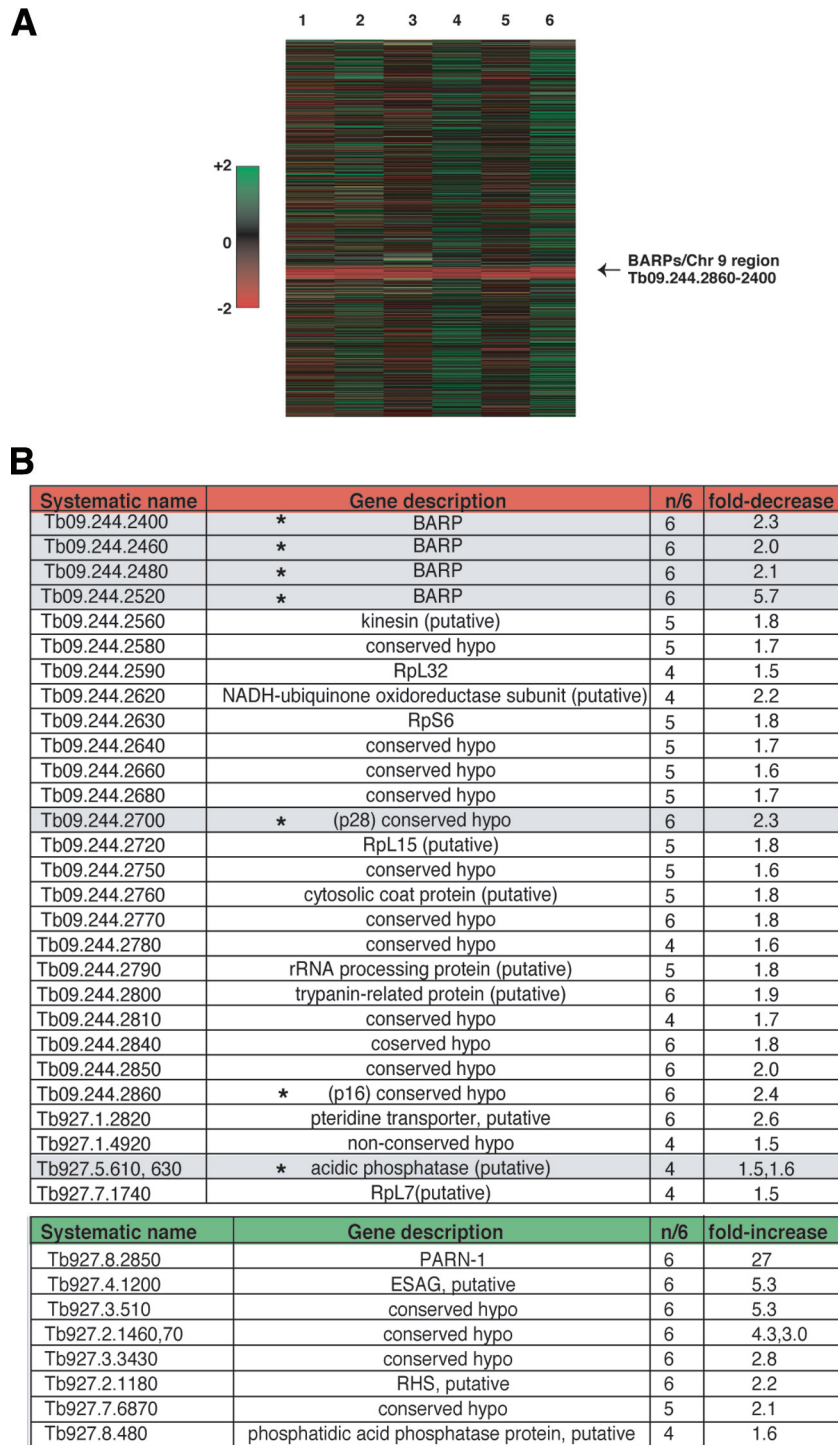 A
1 2 3 4 5 6
+2
0
-2
BARPs/Chr 9 region
Tb09.244.2860-2400
B
Systematic name Gene description n/6 fold-decrease
Tb09.244.2400 * BARP 6 2.3
Tb09.244.2460 * BARP 6 2.0
Tb09.244.2480 * BARP 6 2.1
Tb09.244.2520 * BARP 6 5.7
Tb09.244.2560 kinesin (putative) 5 1.8
Tb09.244.2580 conserved hypo 5 1.7
Tb09.244.2590 RpL32 4 1.5
Tb09.244.2620 NADH-ubiquinone oxidoreductase subunit (putative) 4 2.2
Tb09.244.2630 RpS6 5 1.8
Tb09.244.2640 conserved hypo 5 1.7
Tb09.244.2660 conserved hypo 5 1.6
Tb09.244.2680 conserved hypo 5 1.7
Tb09.244.2700 * (p28) conserved hypo 6 2.3
Tb09.244.2720 RpL15 (putative) 5 1.8
Tb09.244.2750 conserved hypo 5 1.6
Tb09.244.2760 cytosolic coat protein (putative) 5 1.8
Tb09.244.2770 conserved hypo 6 1.8
Tb09.244.2780 conserved hypo 4 1.6
Tb09.244.2790 rRNA processing protein (putative) 5 1.8
Tb09.244.2800 trypanin-related protein (putative) 6 1.9
Tb09.244.2810 conserved hypo 4 1.7
Tb09.244.2840 coserved hypo 6 1.8
Tb09.244.2850 conserved hypo 6 2.0
Tb09.244.2860 * (p16) conserved hypo 6 2.4
Tb927.1.2820 pteridine transporter, putative 6 2.6
Tb927.1.4920 non-conserved hypo 4 1.5
Tb927.5.610, 630 * acidic phosphatase (putative) 4 1.5,1.6
Tb927.7.1740 RpL7(putative) 4 1.5
Systematic name Gene description n/6 fold-increase
Tb927.8.2850 PARN-1 6 27
Tb927.4.1200 ESAG, putative 6 5.3
Tb927.3.510 conserved hypo 6 5.3
Tb927.2.1460,70 conserved hypo 6 4.3,3.0
Tb927.3.3430 conserved hypo 6 2.8
Tb927.2.1180 RHS, putative 6 2.2
Tb927.7.6870 conserved hypo 5 2.1
Tb927.8.480 phosphatidic acid phosphatase protein, putative 4 1.6